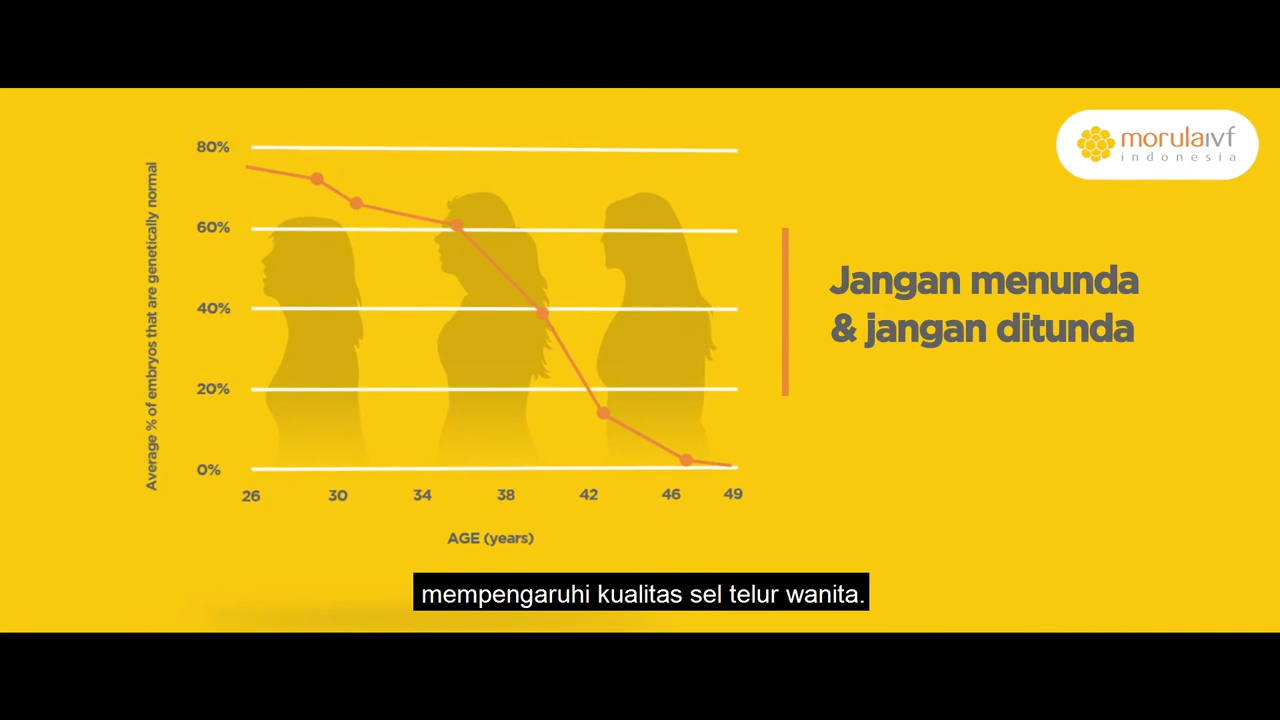 morulaivf
indonesia
80%
60%
40%
20%
0%
Average % of embryos that are genetically normal
26 30 34 38 42 46 49
AGE (years)
Jangan menunda
& jangan ditunda
mempengaruhi kualitas sel telur wanita.